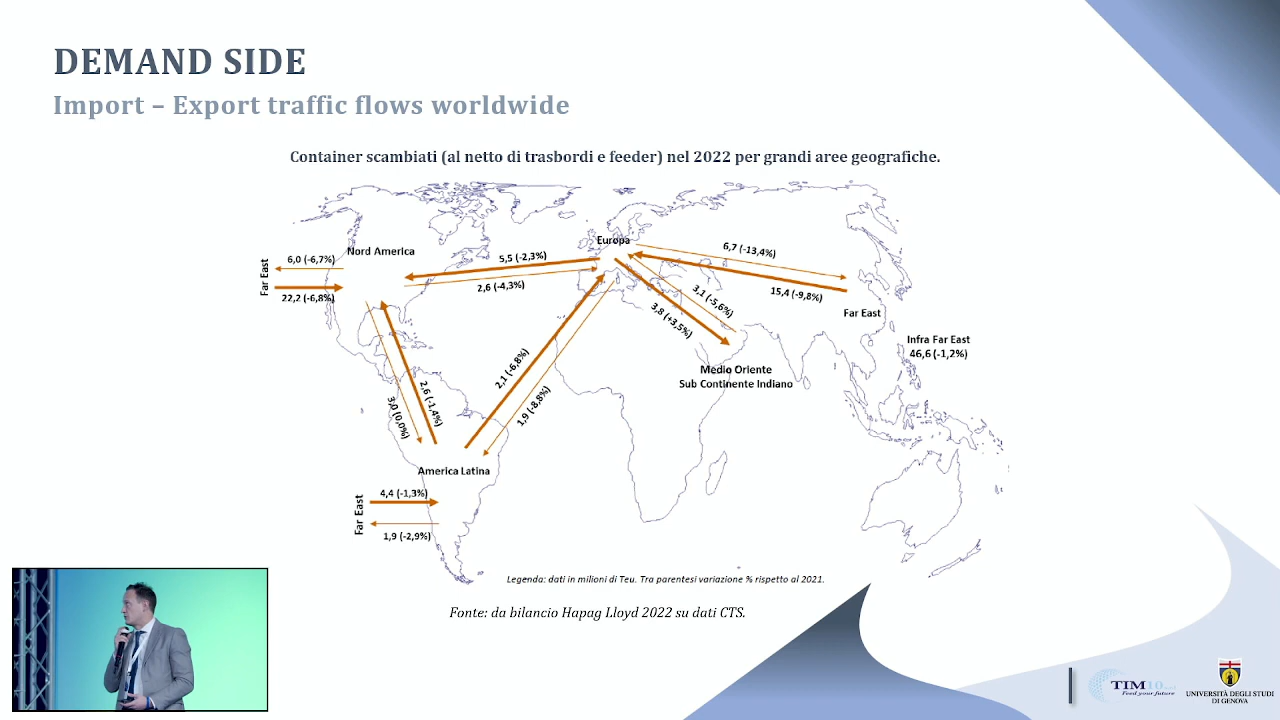 DEMAND SIDE
Import – Export traffic flows worldwide
Container scambiati (al netto di trasbordi e feeder) nel 2022 per grandi aree geografiche.
Europa
Nord America
6,7 (-13,4%)
5,5 (-2,3%)
6,0 (-6,7%)
Far East
2,6 (-4,3%)
22,2 (-6,8%)
3,1 (-5,6%)
15,4 (-9,8%)
3,8 (+3,5%)
Far East
Infra Far East
46,6 (-1,2%)
Medio Oriente
Sub Continente Indiano
2,1 (-6,8%)
1,9 (-8,8%)
2,6 (-1,4%)
3,0 (0,0%)
America Latina
4,4 (-1,3%)
Far East
1,9 (-2,9%)
Legenda: dati in milioni di Teu. Tra parentesi variazione % rispetto al 2021.
Fonte: da bilancio Hapag Lloyd 2022 su dati CTS.
Feed your future
UNIVERSITÀ DEGLI STUDI
DI GENOVA